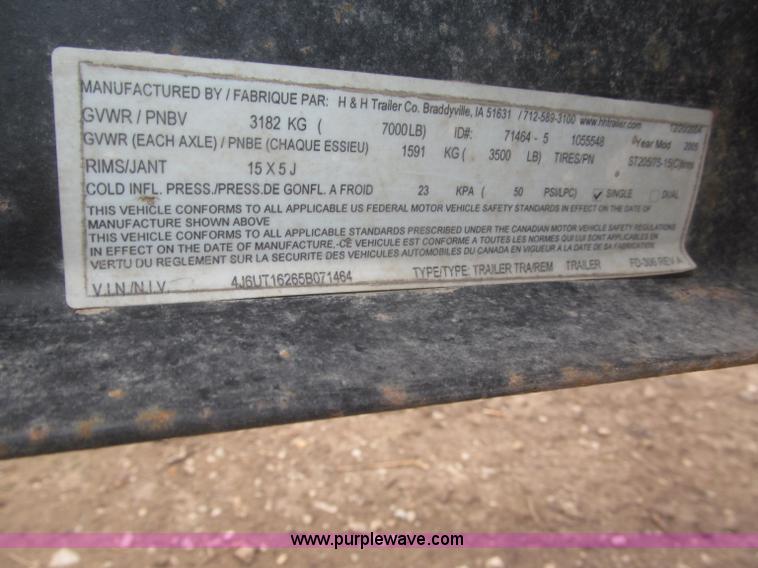 MANUFACTURED BY / FABRIQUE PAR: H & H Trailer Co. Braddyville, IA 51631 / 712-589-3100 www.hhtrailer.com
GVWR / PNBV 3182 KG ( 7000LB) ID#: 71464 - 5 1055548 Year Mod 2005
GVWR (EACH AXLE) / PNBE (CHAQUE ESSIEU) 1591 KG ( 3500 LB) TIRES/PN ST205/75-15(C)
RIMS/JANT 15 X 5 J
COLD INFL. PRESS./PRESS.DE GONFL. A FROID 23 KPA ( 50 PSI/LPC) ✓ SINGLE DUAL
THIS VEHICLE CONFORMS TO ALL APPLICABLE US FEDERAL MOTOR VEHICLE SAFETY STANDARDS IN EFFECT ON THE DATE OF
MANUFACTURE SHOWN ABOVE
THIS VEHICLE CONFORMS TO ALL APPLICABLE STANDARDS PRESCRIBED UNDER THE CANADIAN MOTOR VEHICLE SAFETY REGULATIONS
IN EFFECT ON THE DATE OF MANUFACTURE,-CE VEHICULE EST CONFORME A TOUTES LES NORMES QUI LUI SONT APPLICABLES EN
VERTU DU REGLEMENT SUR LA SECURITE DES VEHICULES AUTOMOBILES DU CANADA EN VIGUEUR A LA DATE DE SA FABRICATION.
V.I.N./N.I.V. 4J6UT16265B071464 TYPE/TYPE: TRAILER TRA/REM TRAILER FD-306 REV A
www.purplewave.com